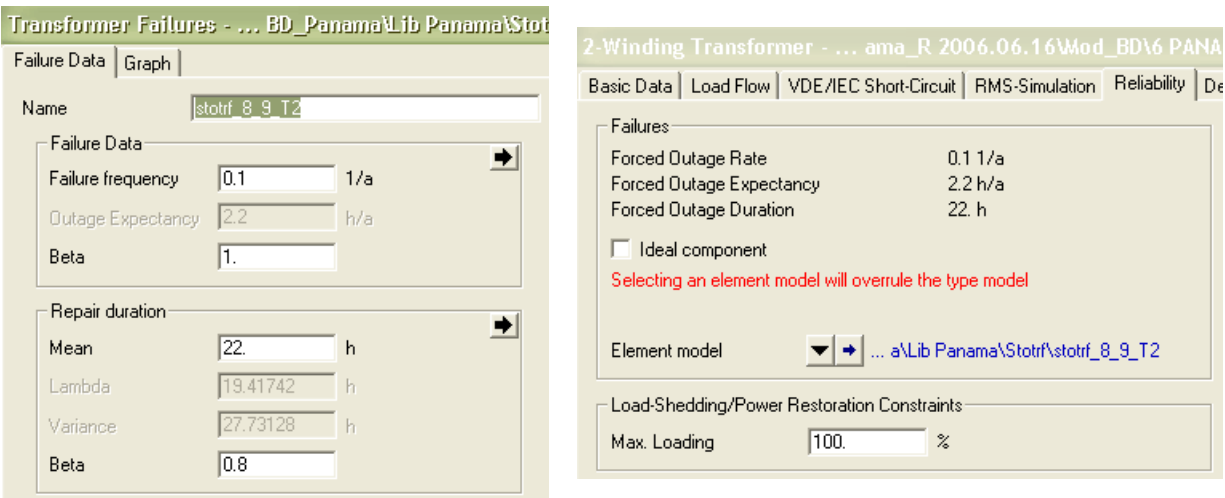 Transformer Failures - ... BD_Panama\Lib Panama\Stot
Failure Data Graph
Name stotrf_8_9_T2
Failure Data
Failure frequency 0.1 1/a
Outage Expectancy 2.2 h/a
Beta 1.
Repair duration
Mean 22. h
Lambda 19.41742 h
Variance 27.73128 h
Beta 0.8
2-Winding Transformer - ... ama_R 2006.06.16\Mod_BD\6 PANA
Basic Data Load Flow VDE/IEC Short-Circuit RMS-Simulation Reliability De
Failures
Forced Outage Rate 0.1 1/a
Forced Outage Expectancy 2.2 h/a
Forced Outage Duration 22. h
Ideal component
Selecting an element model will overrule the type model
Element model ... a\Lib Panama\Stotrf\stotrf_8_9_T2
Load-Shedding/Power Restoration Constraints
Max. Loading 100. %